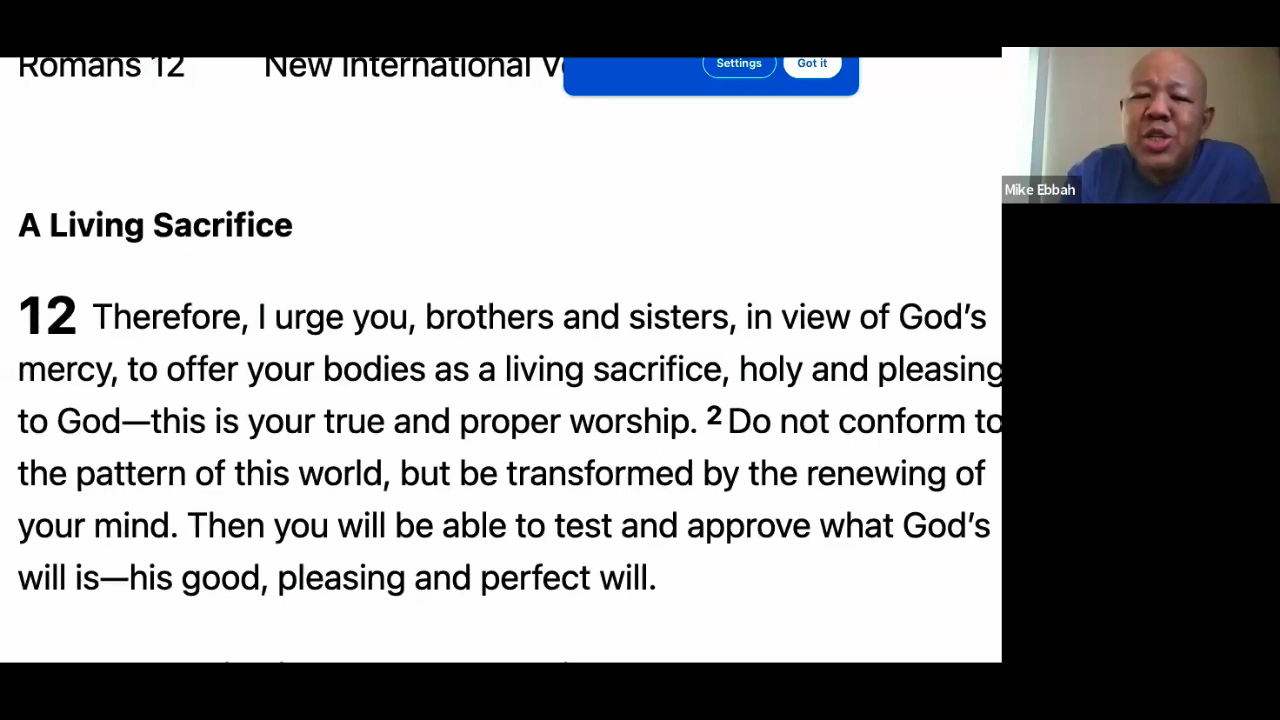 Romans 12 New International
Settings Got it
Mike Ebbah
A Living Sacrifice
12 Therefore, I urge you, brothers and sisters, in view of God's
mercy, to offer your bodies as a living sacrifice, holy and pleasing
to God—this is your true and proper worship. 2 Do not conform to
the pattern of this world, but be transformed by the renewing of
your mind. Then you will be able to test and approve what God's
will is—his good, pleasing and perfect will.